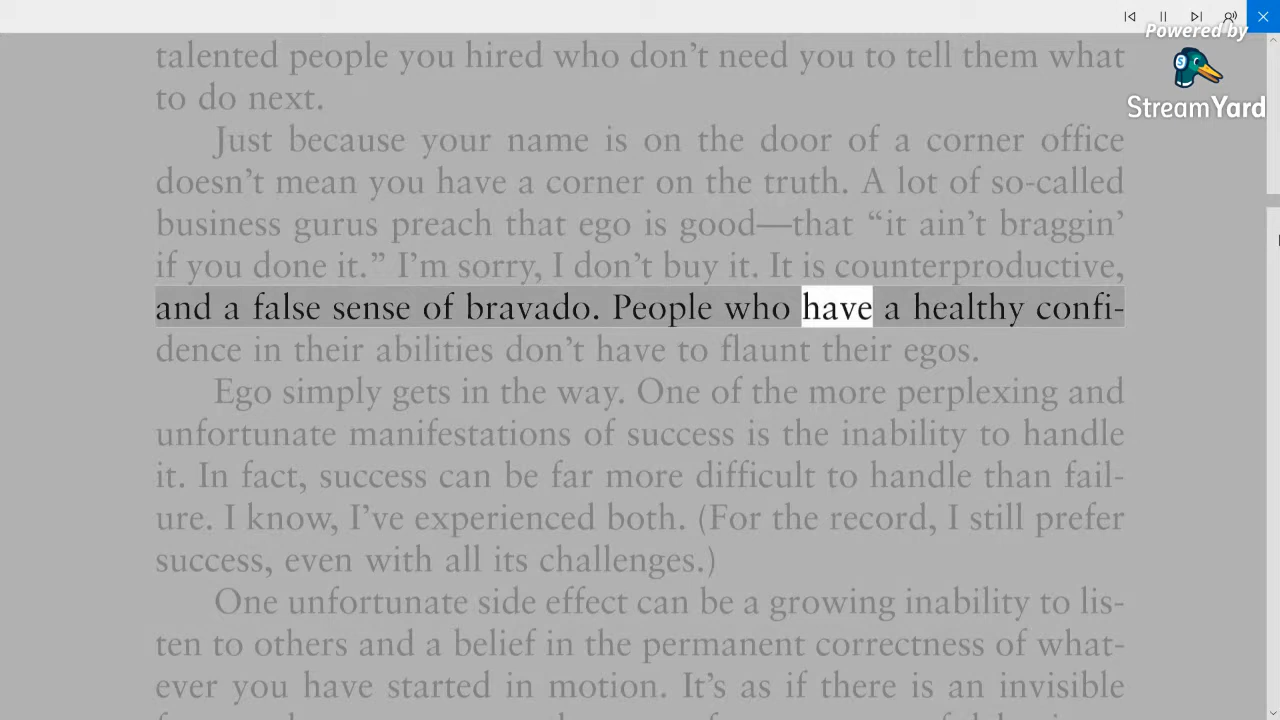 Powered by
StreamYard
talented people you hired who don’t need you to tell them what
to do next.
Just because your name is on the door of a corner office
doesn’t mean you have a corner on the truth. A lot of so-called
business gurus preach that ego is good—that “it ain’t braggin’
if you done it.” I’m sorry, I don’t buy it. It is counterproductive,
and a false sense of bravado. People who have a healthy confi-
dence in their abilities don’t have to flaunt their egos.
Ego simply gets in the way. One of the more perplexing and
unfortunate manifestations of success is the inability to handle
it. In fact, success can be far more difficult to handle than fail-
ure. I know, I’ve experienced both. (For the record, I still prefer
success, even with all its challenges.)
One unfortunate side effect can be a growing inability to lis-
ten to others and a belief in the permanent correctness of what-
ever you have started in motion. It’s as if there is an invisible